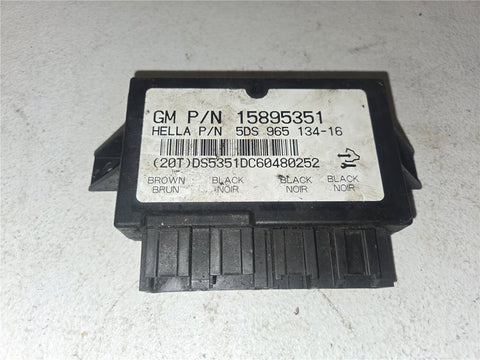 GM P/N 15895351
HELLA P/N 5DS 965 134-16
(20T)DS5351DC60480252
BROWN BLACK BLACK BLACK
BRUN NOIR NOIR NOIR